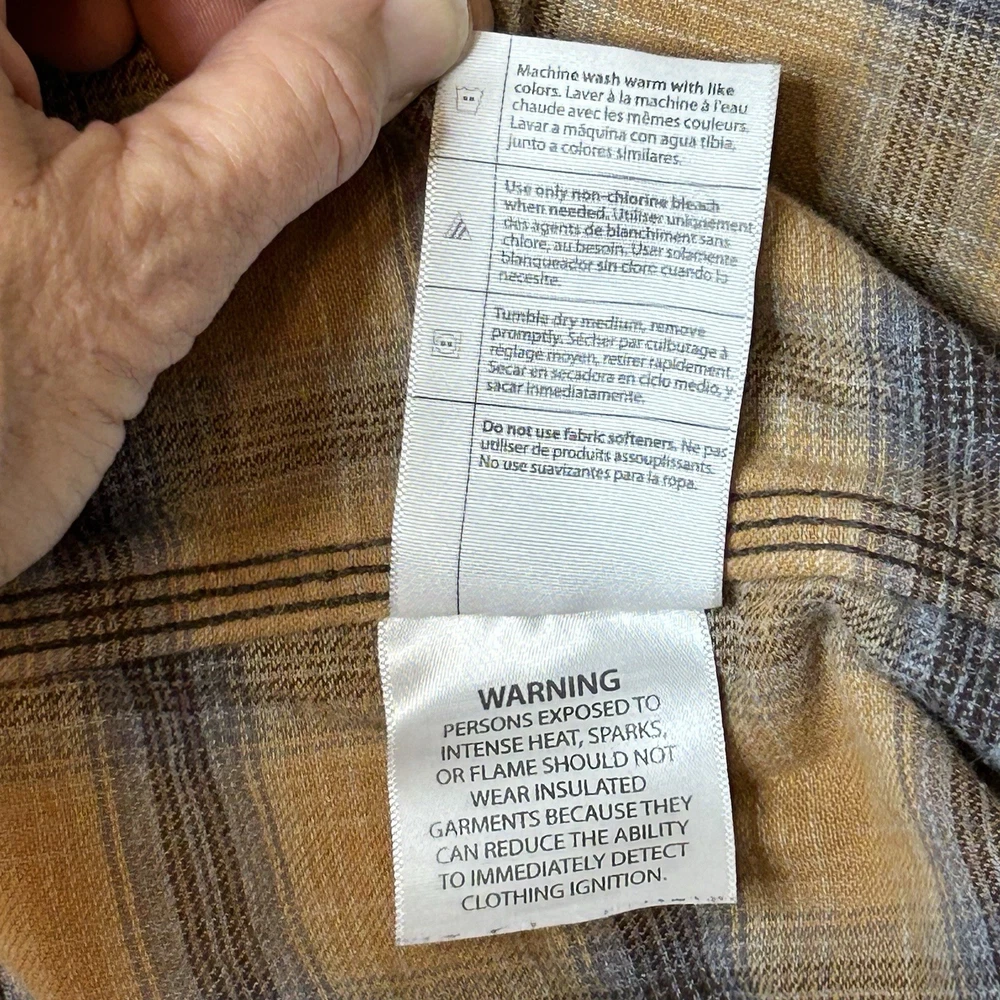 Machine wash warm with like
colors. Laver à la machine à l'eau
chaude avec les mêmes couleurs.
Lavar a máquina con agua tibia,
junto a colores similares.
Use only non-chlorine bleach
when needed. Utiliser uniquement
des agents de blanchiment sans
chlore, au besoin. Usar solamente
blanqueador sin cloro cuando lo
necesite.
Tumble dry medium, remove
promptly. Sécher par culbutage à
réglage moyen, retirer rapidement.
Secar en secadora en ciclo medio, y
sacar inmediatamente.
Do not use fabric softeners. Ne pas
utiliser de produits assouplissants.
No use suavizantes para la ropa.
WARNING
PERSONS EXPOSED TO
INTENSE HEAT, SPARKS,
OR FLAME SHOULD NOT
WEAR INSULATED
GARMENTS BECAUSE THEY
CAN REDUCE THE ABILITY
TO IMMEDIATELY DETECT
CLOTHING IGNITION.